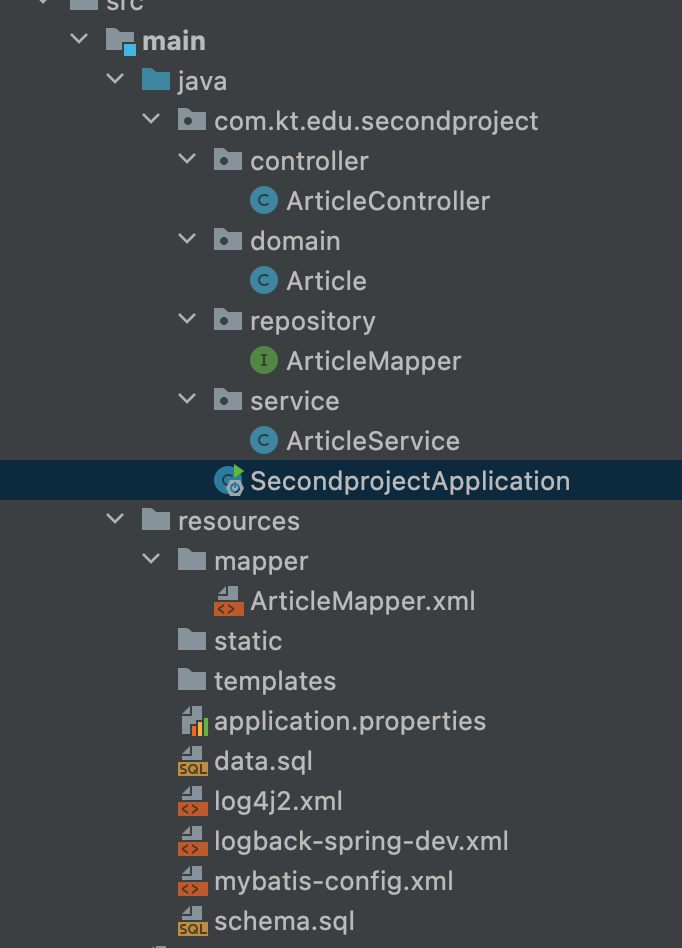 src
main
java
com.kt.edu.secondproject
controller
C ArticleController
domain
C Article
repository
I ArticleMapper
service
C ArticleService
SecondprojectApplication
resources
mapper
<> ArticleMapper.xml
static
templates
application.properties
SQL data.sql
<> log4j2.xml
<> logback-spring-dev.xml
<> mybatis-config.xml
SQL schema.sql